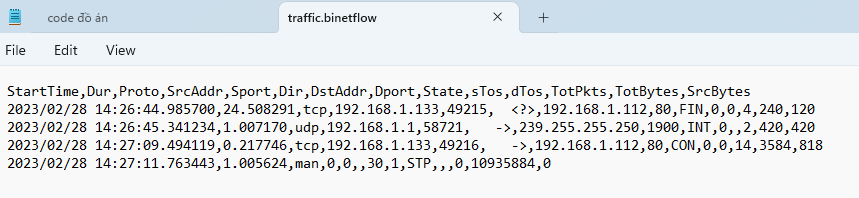 code đồ án
traffic.binetflow
File Edit View
StartTime,Dur,Proto,SrcAddr,Sport,Dir,DstAddr,Dport,State,sTos,dTos,TotPkts,TotBytes,SrcBytes
2023/02/28 14:26:44.985700,24.508291,tcp,192.168.1.133,49215,  <?>,192.168.1.112,80,FIN,0,0,4,240,120
2023/02/28 14:26:45.341234,1.007170,udp,192.168.1.1,58721,   ->,239.255.255.250,1900,INT,0,,2,420,420
2023/02/28 14:27:09.494119,0.217746,tcp,192.168.1.133,49216,   ->,192.168.1.112,80,CON,0,0,14,3584,818
2023/02/28 14:27:11.763443,1.005624,man,0,0,,30,1,STP,,,0,10935884,0